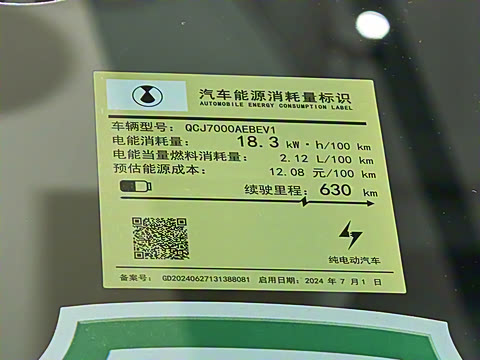 汽车能源消耗量标识
AUTOMOBILE ENERGY CONSUMPTION LABEL
车辆型号: QCJ7000AEBEV1
电能消耗量: 18.3 kW·h/100 km
电能当量燃料消耗量: 2.12 L/100 km
预估能源成本: 12.08 元/100 km
续驶里程: 630 km
纯电动汽车
备案号: GD20240627131388081 启用日期: 2024 年 7 月 1 日